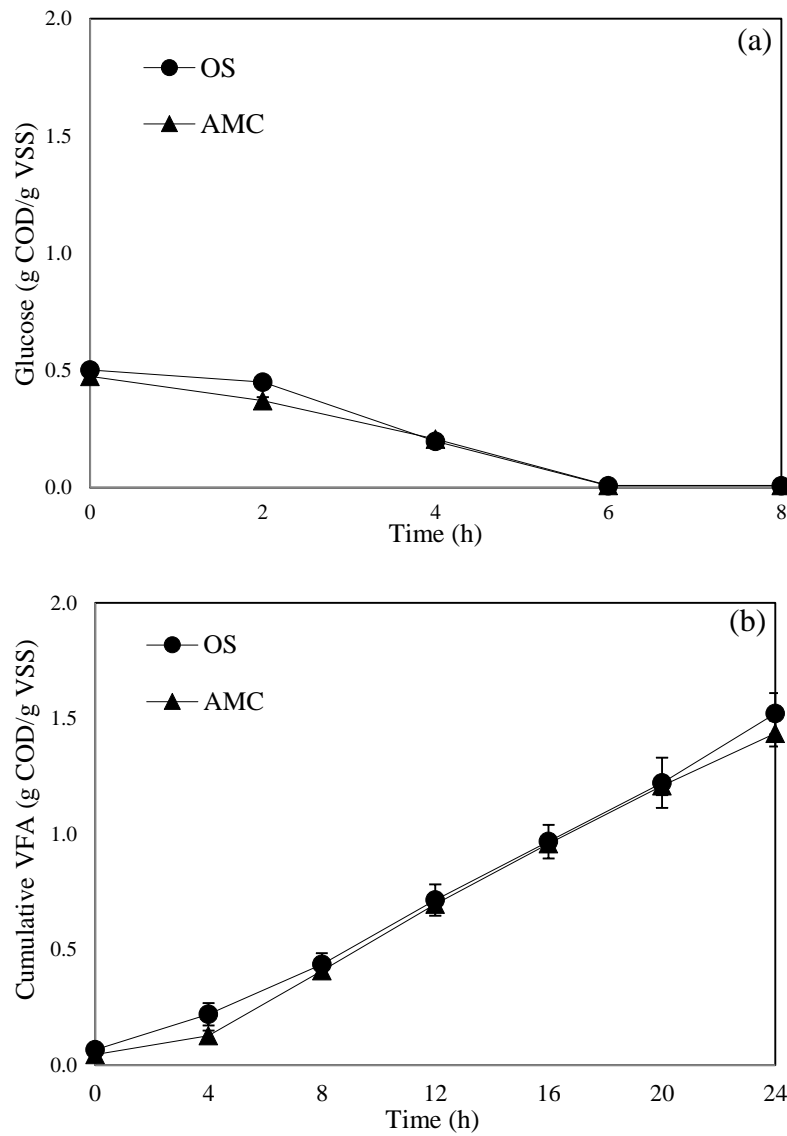 (a)
OS
AMC
Glucose (g COD/g VSS)
2.0
1.5
1.0
0.5
0.0
0 2 4 6 8
Time (h)
(b)
OS
AMC
Cumulative VFA (g COD/g VSS)
2.0
1.5
1.0
0.5
0.0
0 4 8 12 16 20 24
Time (h)